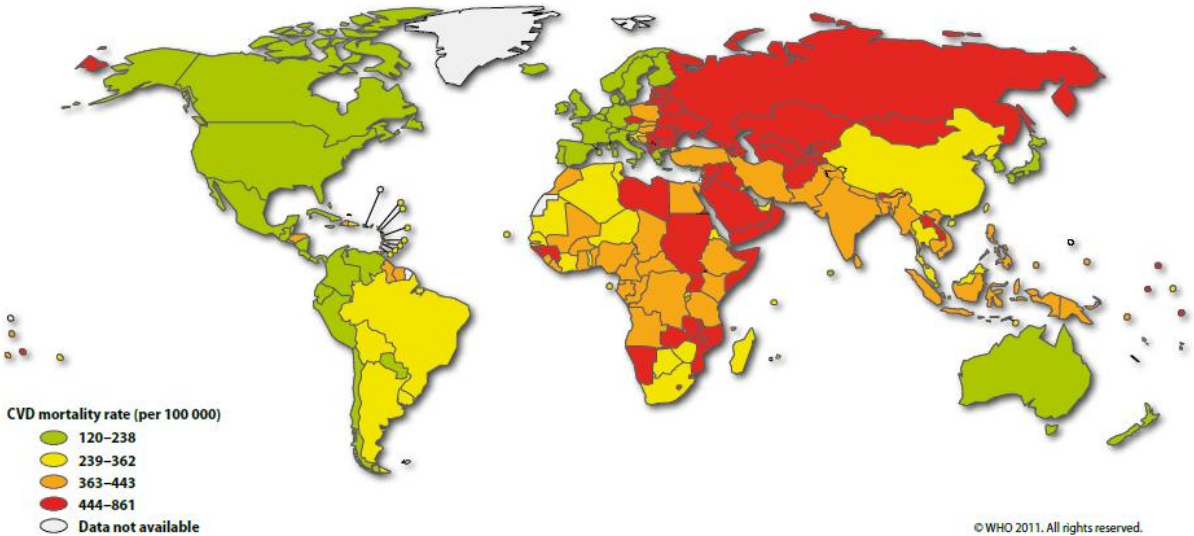 CVD mortality rate (per 100 000)
120–238
239–362
363–443
444–861
Data not available
© WHO 2011. All rights reserved.